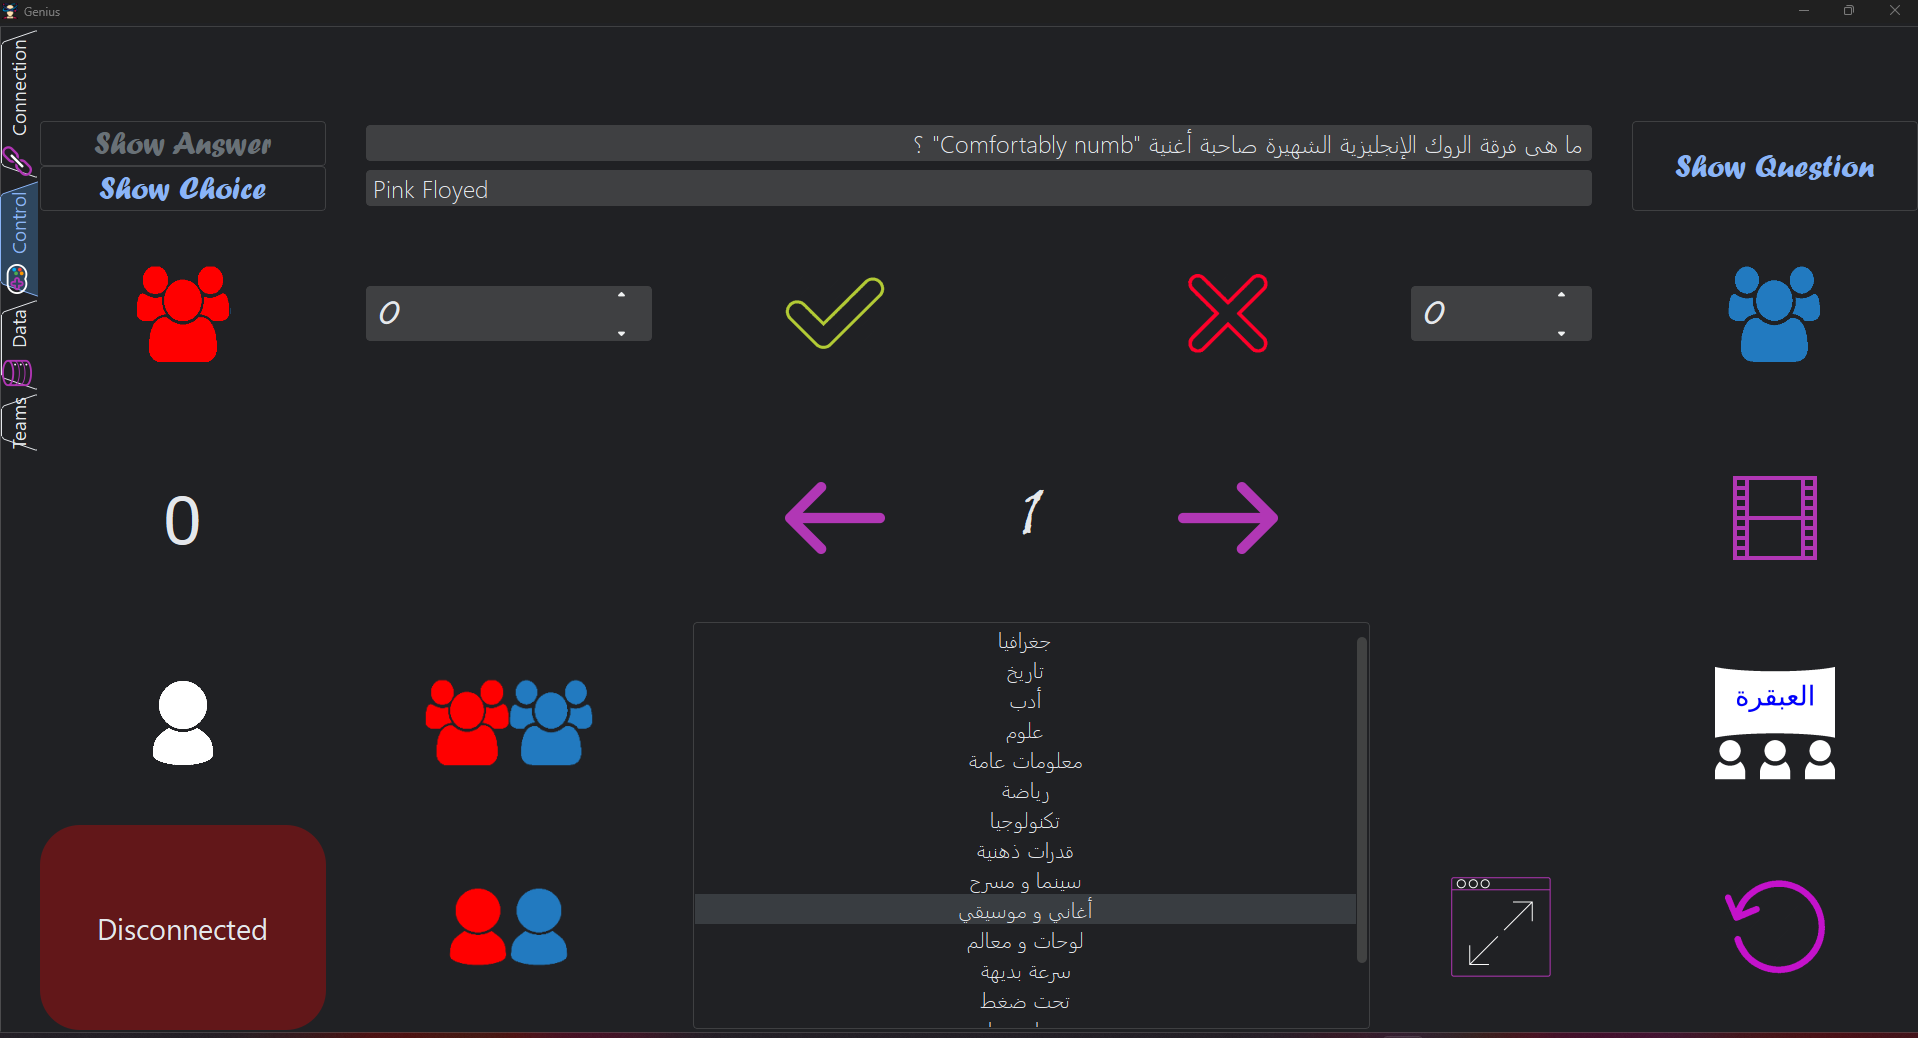 Genius
Connection
Control
Data
Teams
Show Answer
ما هى فرقة الروك الإنجليزية الشهيرة صاحبة أغنية "Comfortably numb" ؟
Show Question
Show Choice
Pink Floyed
0
0
0
1
جغرافيا
تاريخ
أدب
علوم
معلومات عامة
رياضة
تكنولوجيا
قدرات ذهنية
سينما و مسرح
أغاني و موسيقي
لوحات و معالم
سرعة بديهة
تحت ضغط
العبقرة
Disconnected